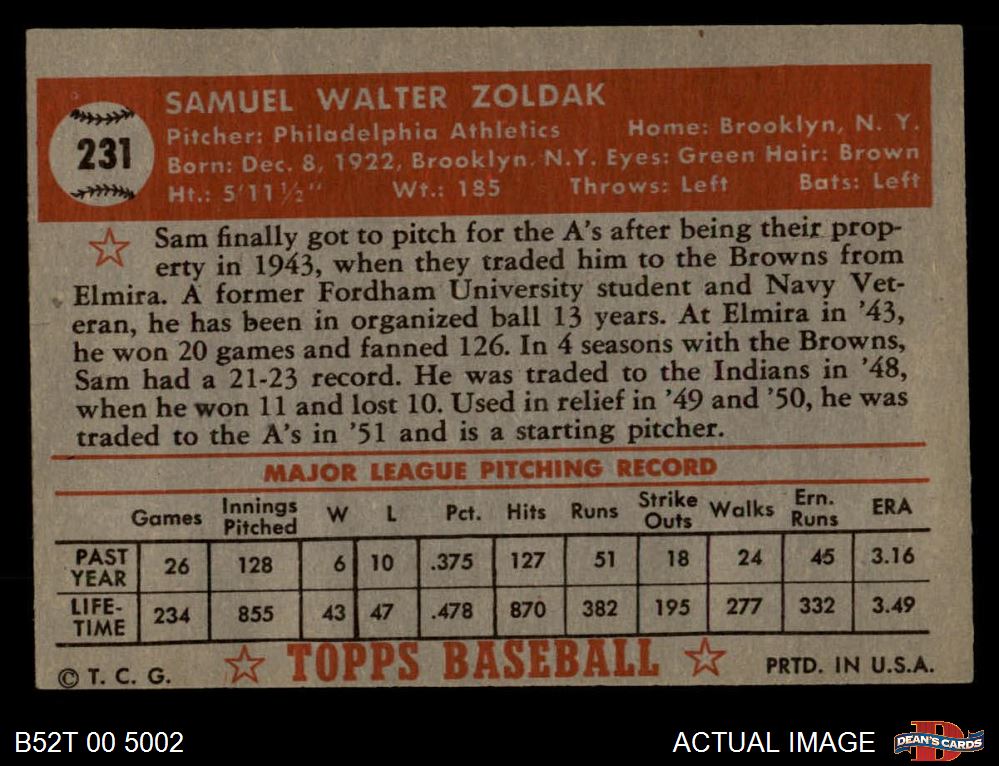 SAMUEL WALTER ZOLDAK
231
Pitcher: Philadelphia Athletics Home: Brooklyn, N. Y.
Born: Dec. 8, 1922, Brooklyn N.Y. Eyes: Green Hair: Brown
Ht.: 5'11½" Wt.: 185 Throws: Left Bats: Left
Sam finally got to pitch for the A's after being their prop-
erty in 1943, when they traded him to the Browns from
Elmira. A former Fordham University student and Navy Vet-
eran, he has been in organized ball 13 years. At Elmira in '43,
he won 20 games and fanned 126. In 4 seasons with the Browns,
Sam had a 21-23 record. He was traded to the Indians in '48,
when he won 11 and lost 10. Used in relief in '49 and '50, he was
traded to the A's in '51 and is a starting pitcher.
MAJOR LEAGUE PITCHING RECORD
Games Innings Pitched W L Pct. Hits Runs Strike Outs Walks Ern. Runs ERA
PAST YEAR 26 128 6 10 .375 127 51 18 24 45 3.16
LIFE-TIME 234 855 43 47 .478 870 382 195 277 332 3.49
© T. C. G. TOPPS BASEBALL PRTD. IN U.S.A.
B52T 00 5002 ACTUAL IMAGE DEAN'S CARDS